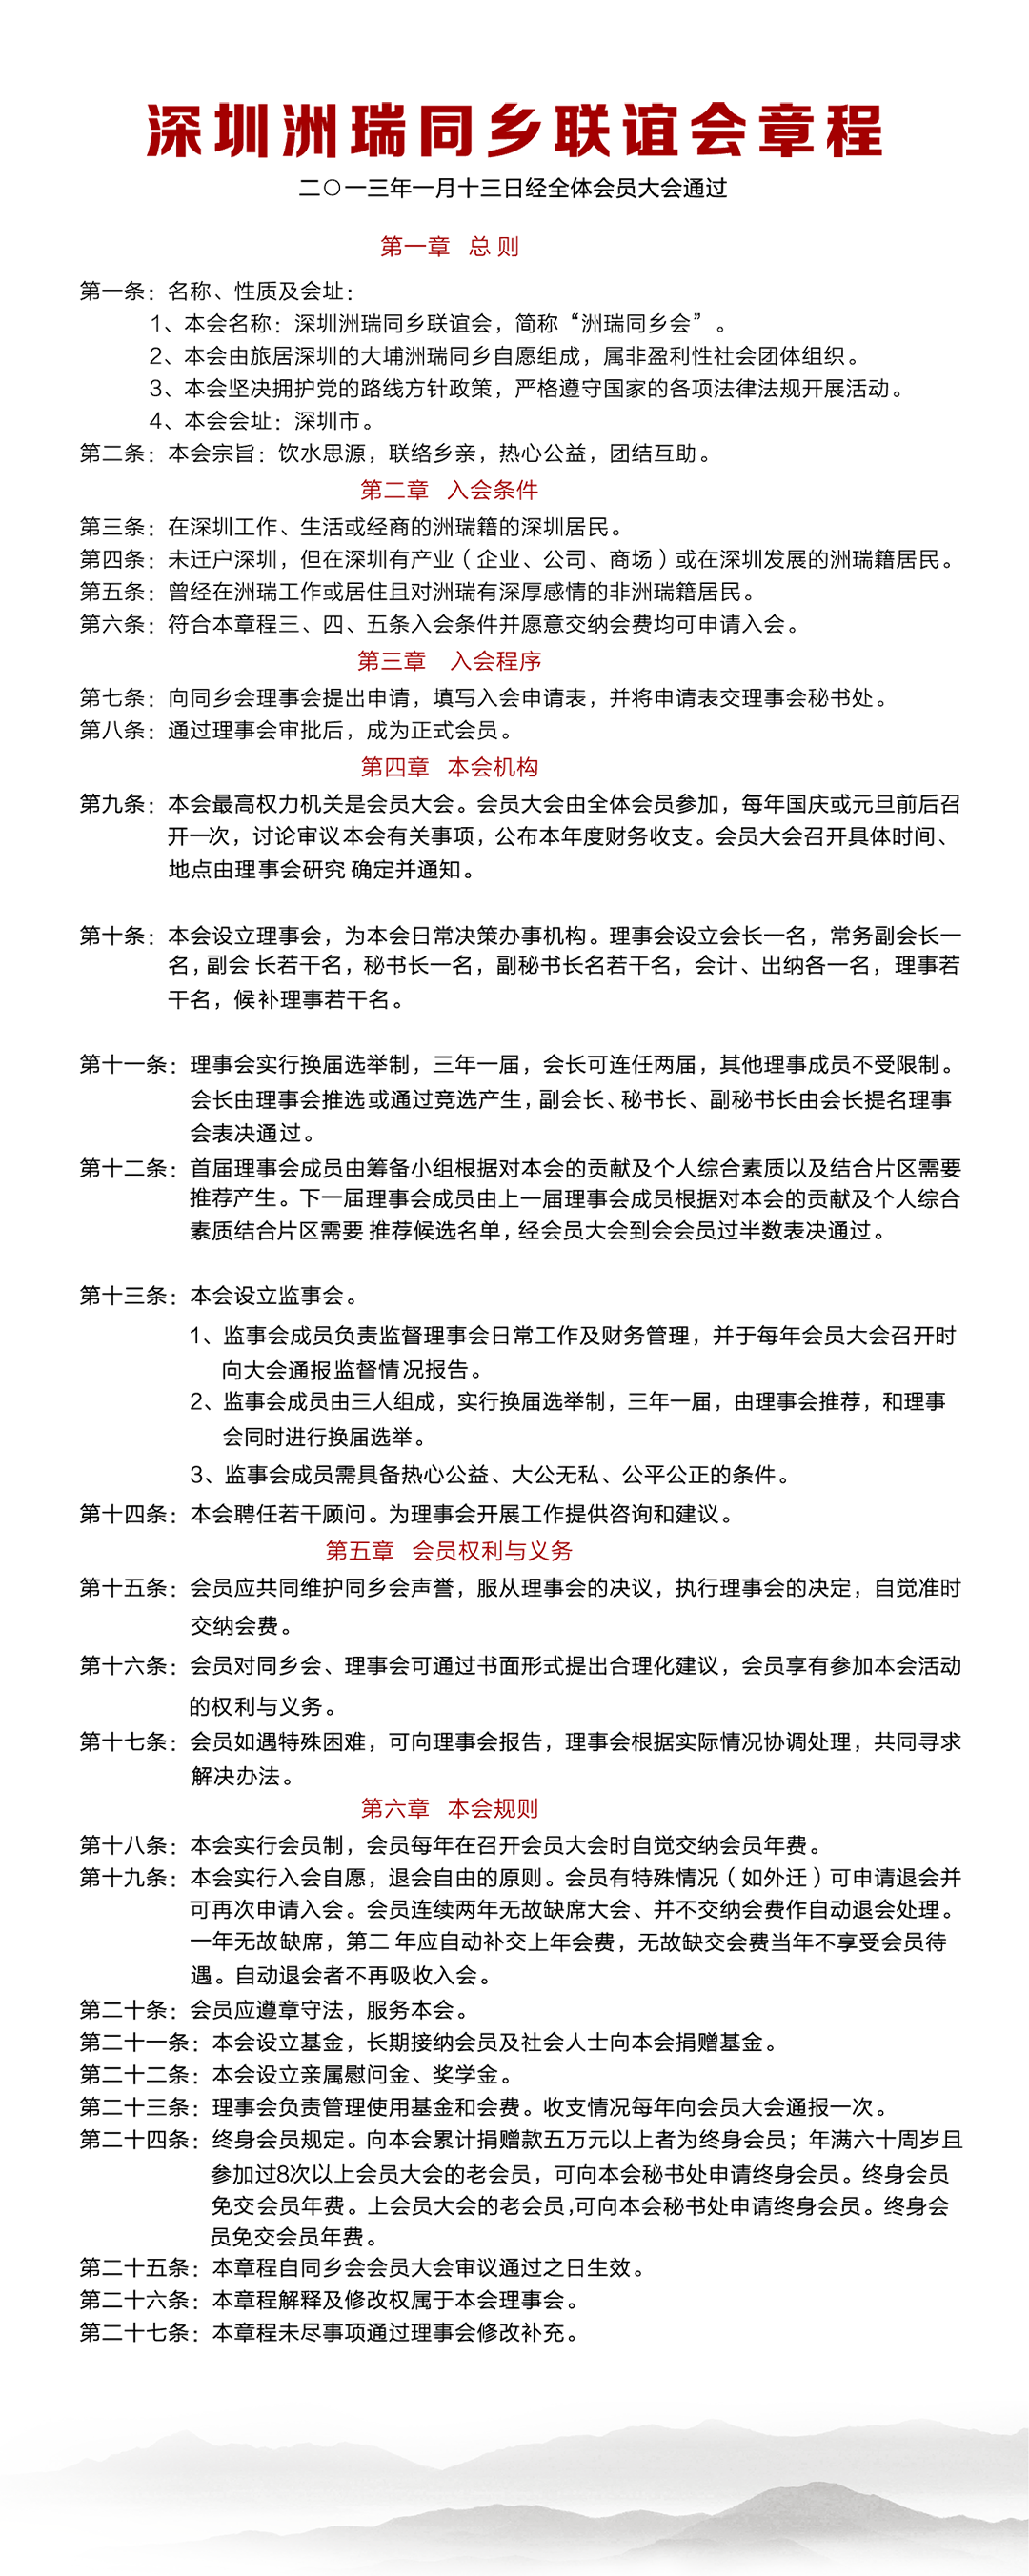 深圳洲瑞同乡联谊会章程
二〇一三年一月十三日经全体会员大会通过
第一章 总 则
第一条：名称、性质及会址：
1、本会名称：深圳洲瑞同乡联谊会，简称“洲瑞同乡会”。
2、本会由旅居深圳的大埔洲瑞同乡自愿组成，属非盈利性社会团体组织。
3、本会坚决拥护党的路线方针政策，严格遵守国家的各项法律法规开展活动。
4、本会会址：深圳市。
第二条：本会宗旨：饮水思源，联络乡亲，热心公益，团结互助。
第二章 入会条件
第三条：在深圳工作、生活或经商的洲瑞籍的深圳居民。
第四条：未迁户深圳，但在深圳有产业（企业、公司、商场）或在深圳发展的洲瑞籍居民。
第五条：曾经在洲瑞工作或居住且对洲瑞有深厚感情的非洲瑞籍居民。
第六条：符合本章程三、四、五条入会条件并愿意交纳会费均可申请入会。
第三章 入会程序
第七条：向同乡会理事会提出申请，填写入会申请表，并将申请表交理事会秘书处。
第八条：通过理事会审批后，成为正式会员。
第四章 本会机构
第九条：本会最高权力机关是会员大会。会员大会由全体会员参加，每年国庆或元旦前后召
开一次，讨论审议本会有关事项，公布本年度财务收支。会员大会召开具体时间、
地点由理事会研究 确定并通知。
第十条：本会设立理事会，为本会日常决策办事机构。理事会设立会长一名，常务副会长一
名，副会 长若干名，秘书长一名，副秘书长名若干名，会计、出纳各一名，理事若
干名，候补理事若干名。
第十一条：理事会实行换届选举制，三年一届，会长可连任两届，其他理事成员不受限制。
会长由理事会推选或通过竞选产生，副会长、秘书长、副秘书长由会长提名理事
会表决通过。
第十二条：首届理事会成员由筹备小组根据对本会的贡献及个人综合素质以及结合片区需要
推荐产生。下一届理事会成员由上一届理事会成员根据对本会的贡献及个人综合
素质结合片区需要 推荐候选名单，经会员大会到会会员过半数表决通过。
第十三条：本会设立监事会。
1、监事会成员负责监督理事会日常工作及财务管理，并于每年会员大会召开时
向大会通报监督情况报告。
2、监事会成员由三人组成，实行换届选举制，三年一届，由理事会推荐，和理事
会同时进行换届选举。
3、监事会成员需具备热心公益、大公无私、公平公正的条件。
第十四条：本会聘任若干顾问。为理事会开展工作提供咨询和建议。
第五章 会员权利与义务
第十五条：会员应共同维护同乡会声誉，服从理事会的决议，执行理事会的决定，自觉准时
交纳会费。
第十六条：会员对同乡会、理事会可通过书面形式提出合理化建议，会员享有参加本会活动
的权利与义务。
第十七条：会员如遇特殊困难，可向理事会报告，理事会根据实际情况协调处理，共同寻求
解决办法。
第六章 本会规则
第十八条：本会实行会员制，会员每年在召开会员大会时自觉交纳会员年费。
第十九条：本会实行入会自愿，退会自由的原则。会员有特殊情况（如外迁）可申请退会并
可再次申请入会。会员连续两年无故缺席大会、并不交纳会费作自动退会处理。
一年无故缺席，第二 年应自动补交上年会费，无故缺交会费当年不享受会员待
遇。自动退会者不再吸收入会。
第二十条：会员应遵章守法，服务本会。
第二十一条：本会设立基金，长期接纳会员及社会人士向本会捐赠基金。
第二十二条：本会设立亲属慰问金、奖学金。
第二十三条：理事会负责管理使用基金和会费。收支情况每年向会员大会通报一次。
第二十四条：终身会员规定。向本会累计捐赠款五万元以上者为终身会员；年满六十周岁且
参加过8次以上会员大会的老会员，可向本会秘书处申请终身会员。终身会员
免交会员年费。上会员大会的老会员,可向本会秘书处申请终身会员。终身会
员免交会员年费。
第二十五条：本章程自同乡会会员大会审议通过之日生效。
第二十六条：本章程解释及修改权属于本会理事会。
第二十七条：本章程未尽事项通过理事会修改补充。